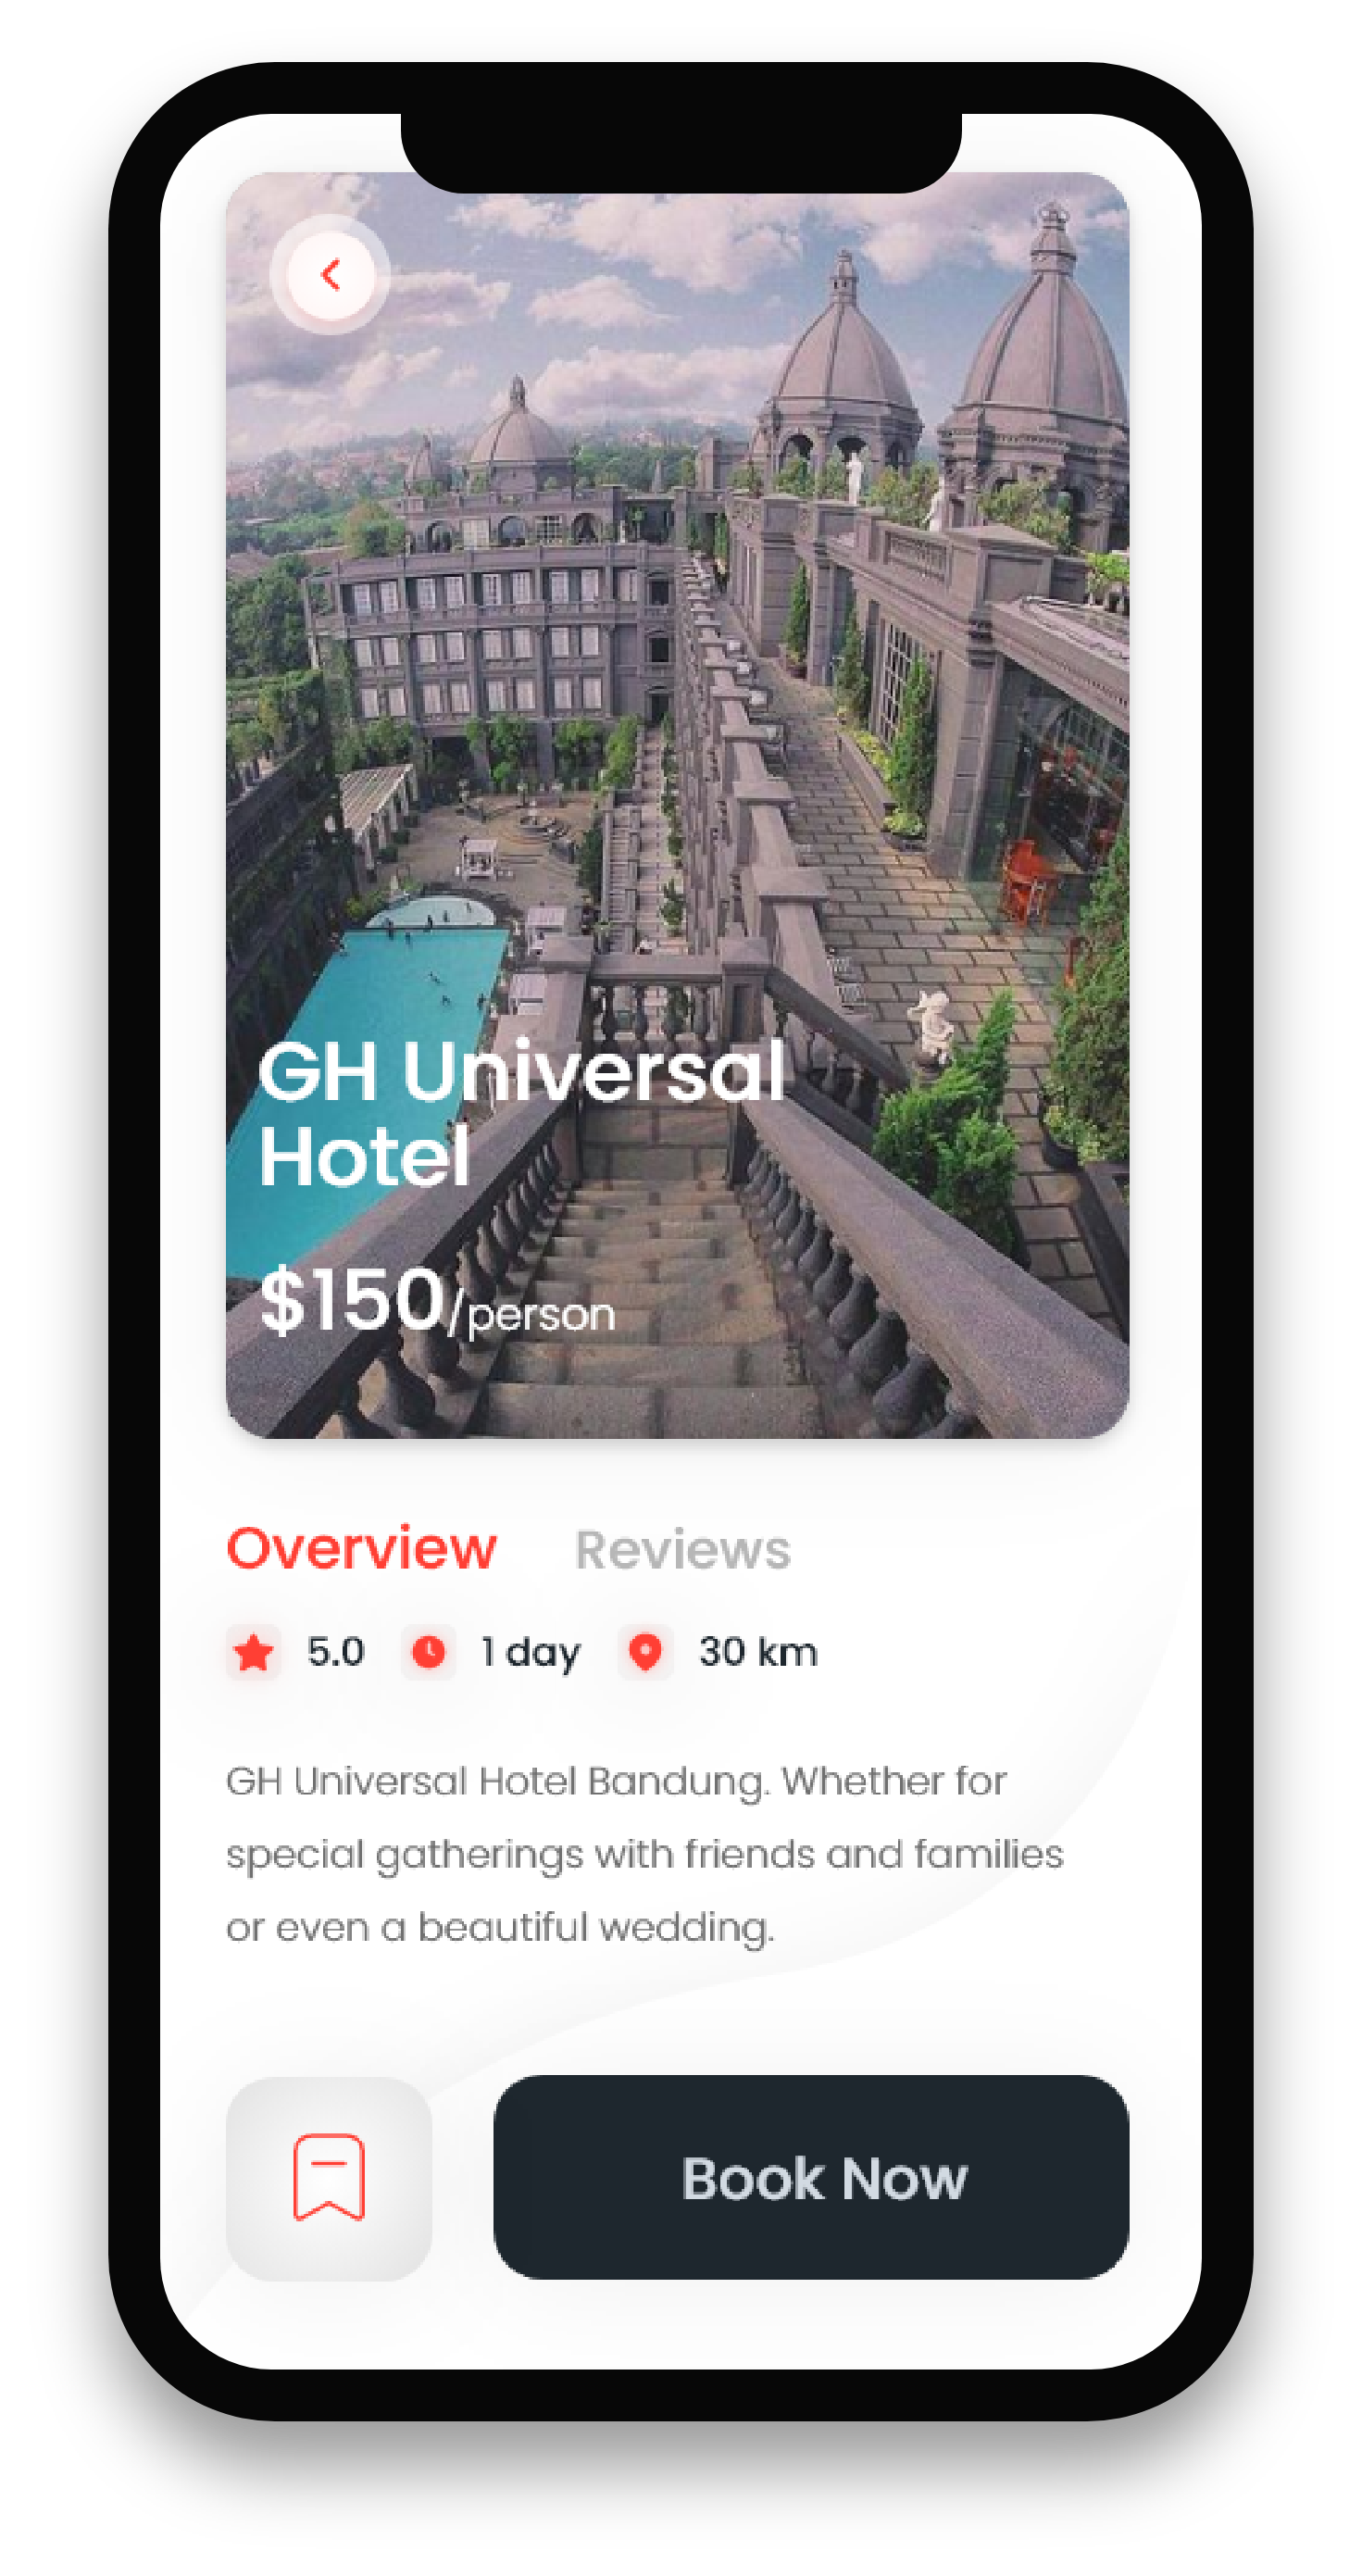 GH Universal
Hotel
$150/person
Overview Reviews
5.0 1 day 30 km
GH Universal Hotel Bandung. Whether for
special gatherings with friends and families
or even a beautiful wedding.
Book Now